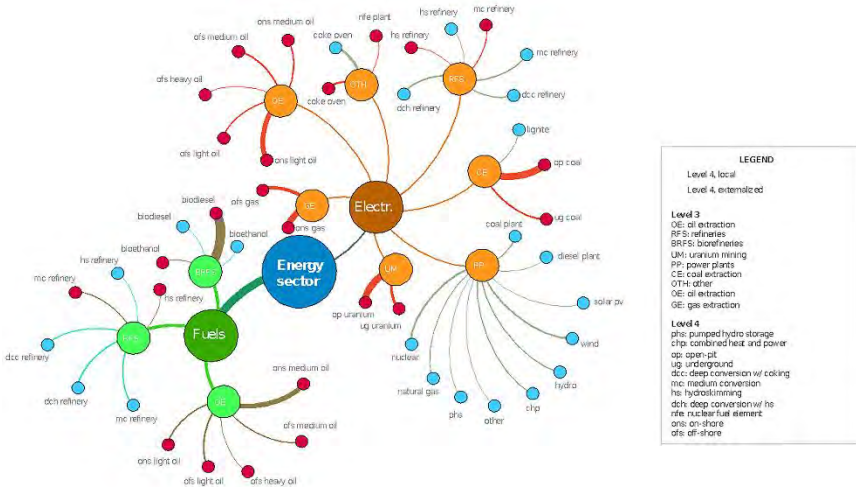 ons medium oil
ofs medium oil
ofs heavy oil
ofs light oil
ons light oil
OE
nfe plant
coke oven
coke oven
OTH
hs refinery
mc refinery
hs refinery
mc refinery
dcc refinery
dch refinery
RFS
lignite
op coal
ug coal
CE
ofs gas
ons gas
GE
Electr.
biodiesel
biodiesel
bioethanol
bioethanol
BRFS
Energy
sector
UM
op uranium
ug uranium
PP
coal plant
diesel plant
solar pv
wind
hydro
chp
other
phs
natural gas
nuclear
hs refinery
mc refinery
hs refinery
RFS
Fuels
dcc refinery
dch refinery
mc refinery
OE
ons medium oil
ofs medium oil
ons light oil
ofs light oil
ofs heavy oil
LEGEND
Level 4, local
Level 4, externalized
Level 3
OE: oil extraction
RFS: refineries
BRFS: biorefineries
UM: uranium mining
PP: power plants
CE: coal extraction
OTH: other
OE: oil extraction
GE: gas extraction
Level 4
phs: pumped hydro storage
chp: combined heat and power
op: open-pit
ug: underground
dcc: deep conversion w/ coking
mc: medium conversion
hs: hydroskimming
dch: deep conversion w/ hs
nfe: nuclear fuel element
ons: on-shore
ofs: off-shore